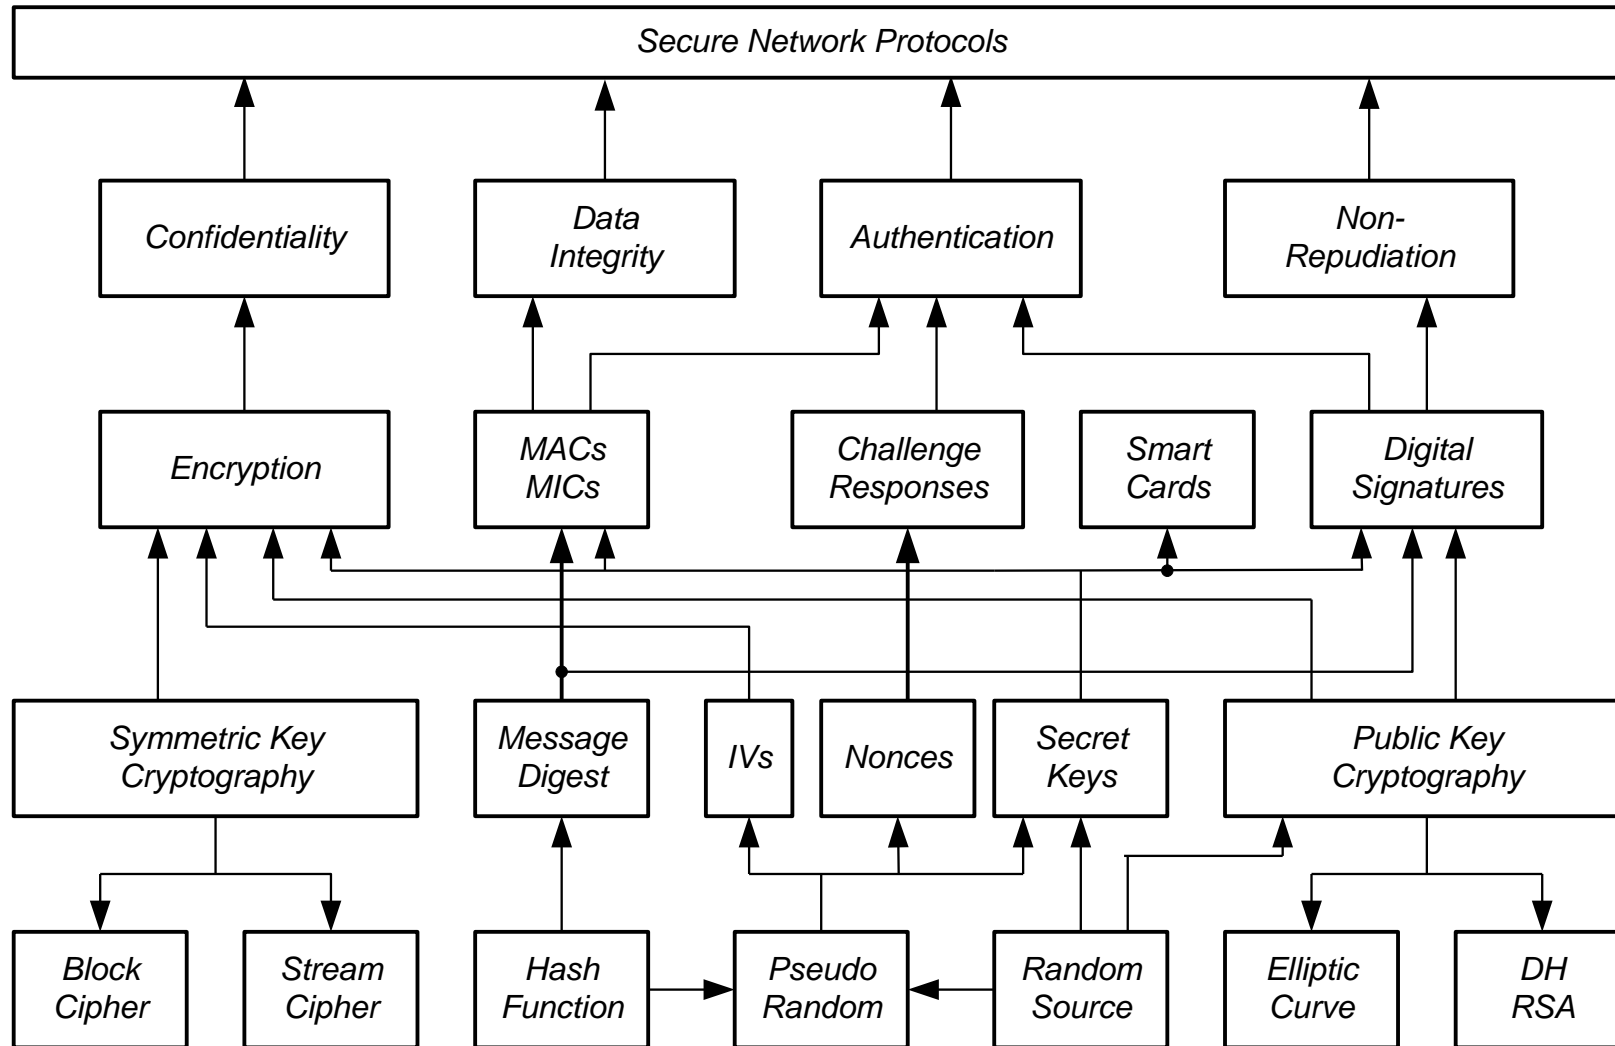 Secure Network Protocols
Confidentiality
Data
Integrity
Authentication
Non-
Repudiation
Encryption
MACs
MICs
Challenge
Responses
Smart
Cards
Digital
Signatures
Symmetric Key
Cryptography
Message
Digest
IVs
Nonces
Secret
Keys
Public Key
Cryptography
Block
Cipher
Stream
Cipher
Hash
Function
Pseudo
Random
Random
Source
Elliptic
Curve
DH
RSA